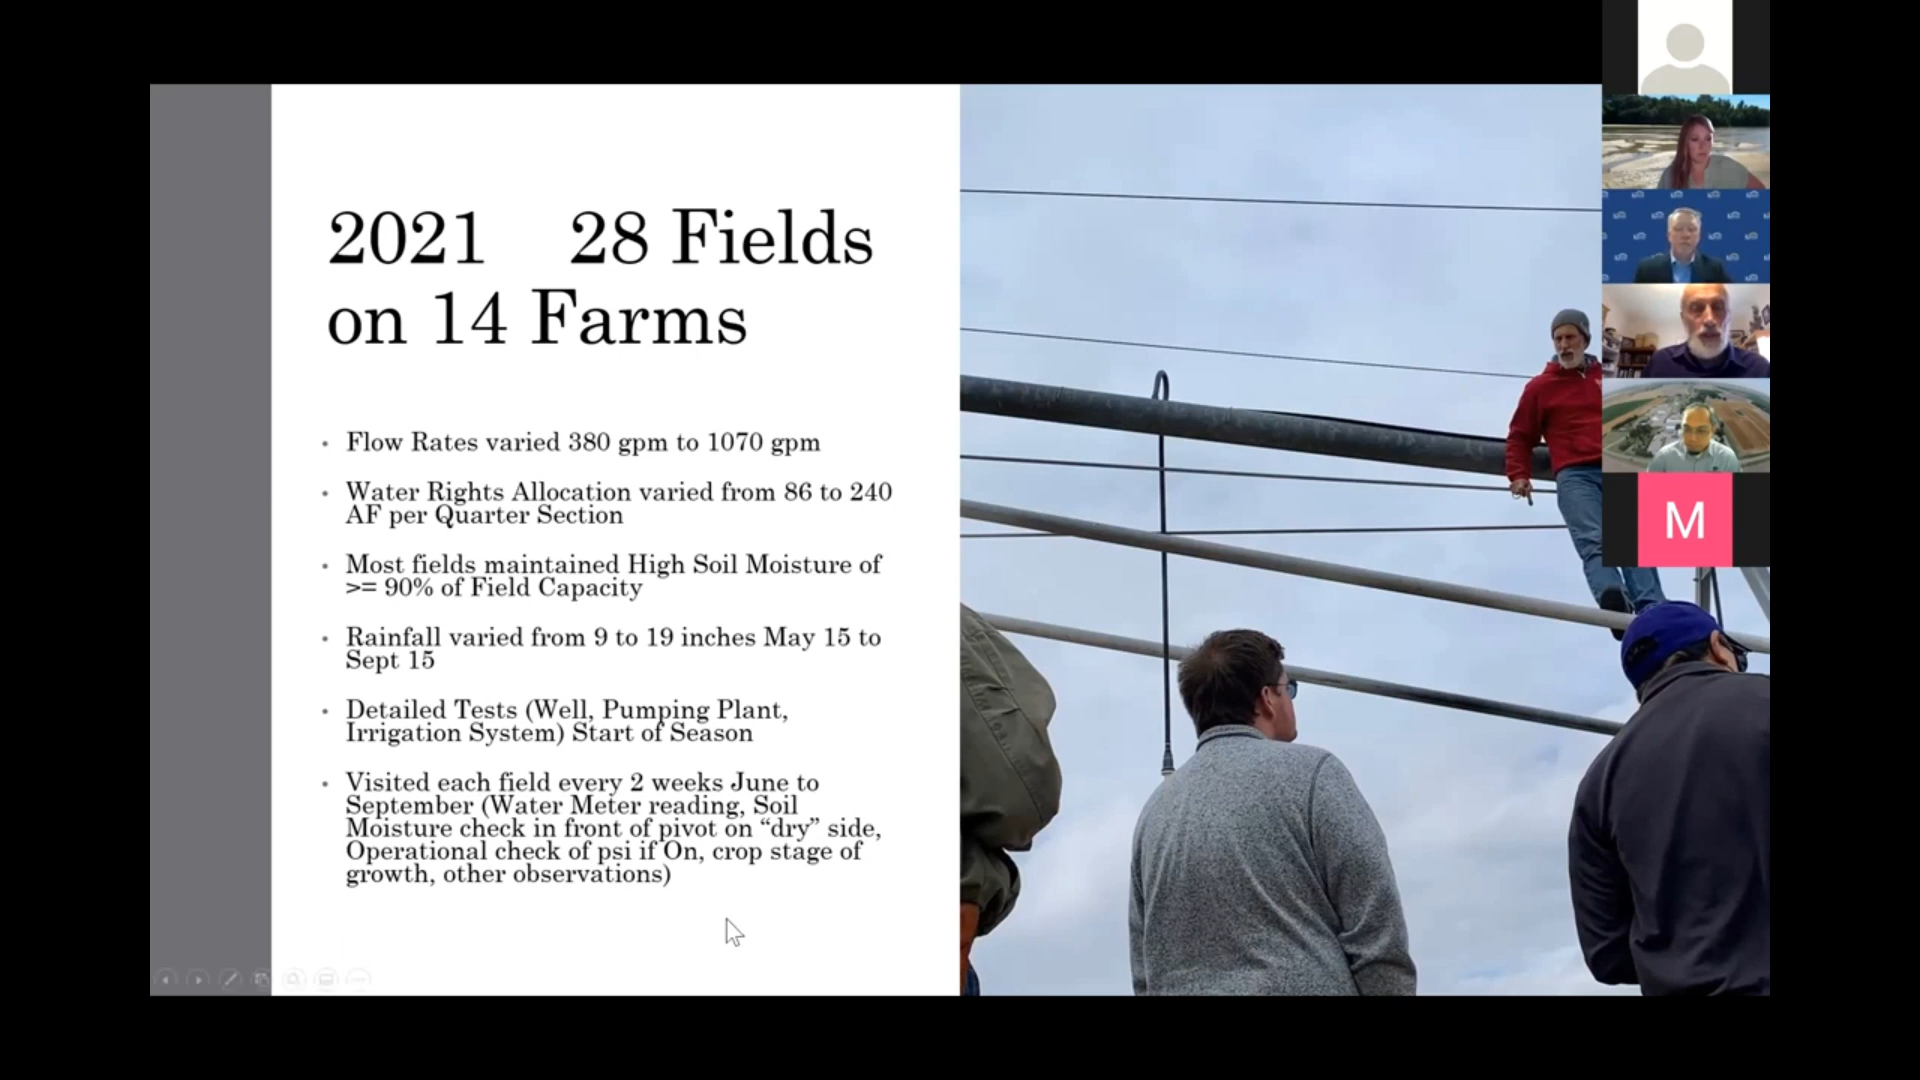 2021 28 Fields
on 14 Farms
Flow Rates varied 380 gpm to 1070 gpm
Water Rights Allocation varied from 86 to 240
AF per Quarter Section
Most fields maintained High Soil Moisture of
>= 90% of Field Capacity
Rainfall varied from 9 to 19 inches May 15 to
Sept 15
Detailed Tests (Well, Pumping Plant,
Irrigation System) Start of Season
Visited each field every 2 weeks June to
September (Water Meter reading, Soil
Moisture check in front of pivot on “dry” side,
Operational check of psi if On, crop stage of
growth, other observations)
M